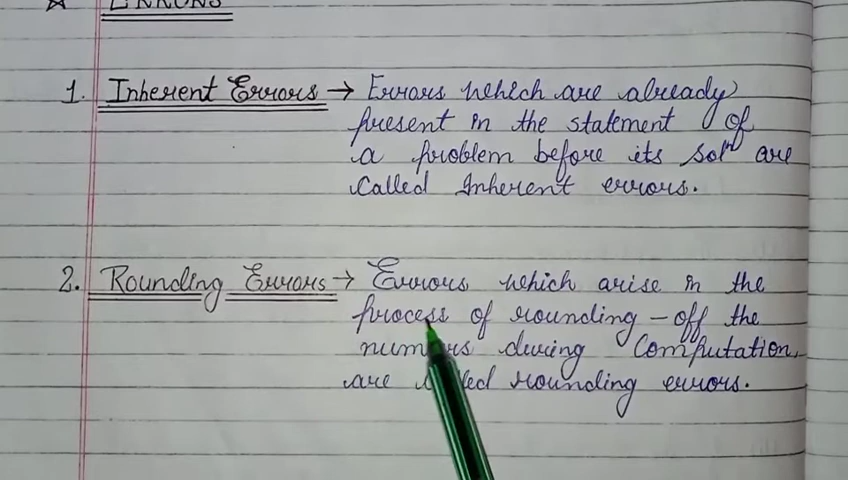 ERRORS
1. Inherent Errors → Errors which are already
present in the statement of
a problem before its solⁿ are
called Inherent errors.
2. Rounding Errors → Errors which arise in the
process of rounding - off the
during Computation,
are rounding errors.